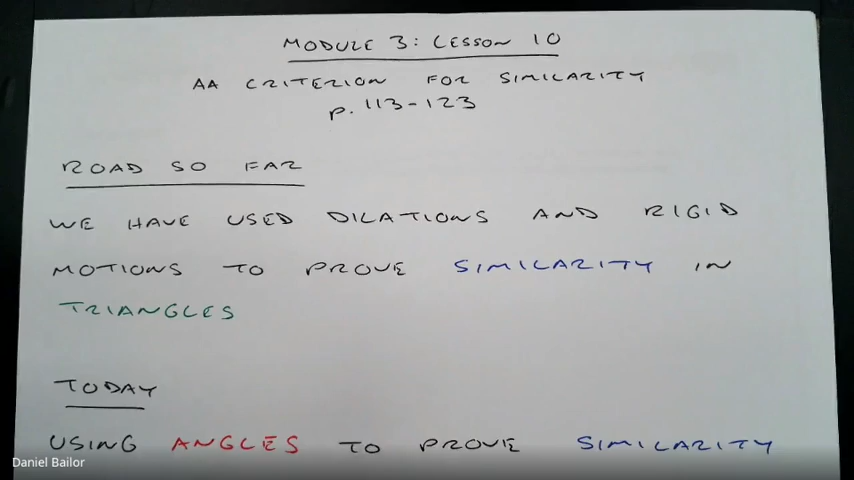 MODULE 3: LESSON 10
AA CRITERION FOR SIMILARITY
p. 113-123
ROAD SO FAR
WE HAVE USED DILATIONS AND RIGID
MOTIONS TO PROVE SIMILARITY IN
TRIANGLES
TODAY
USING ANGLES TO PROVE SIMILARITY
Daniel Bailor